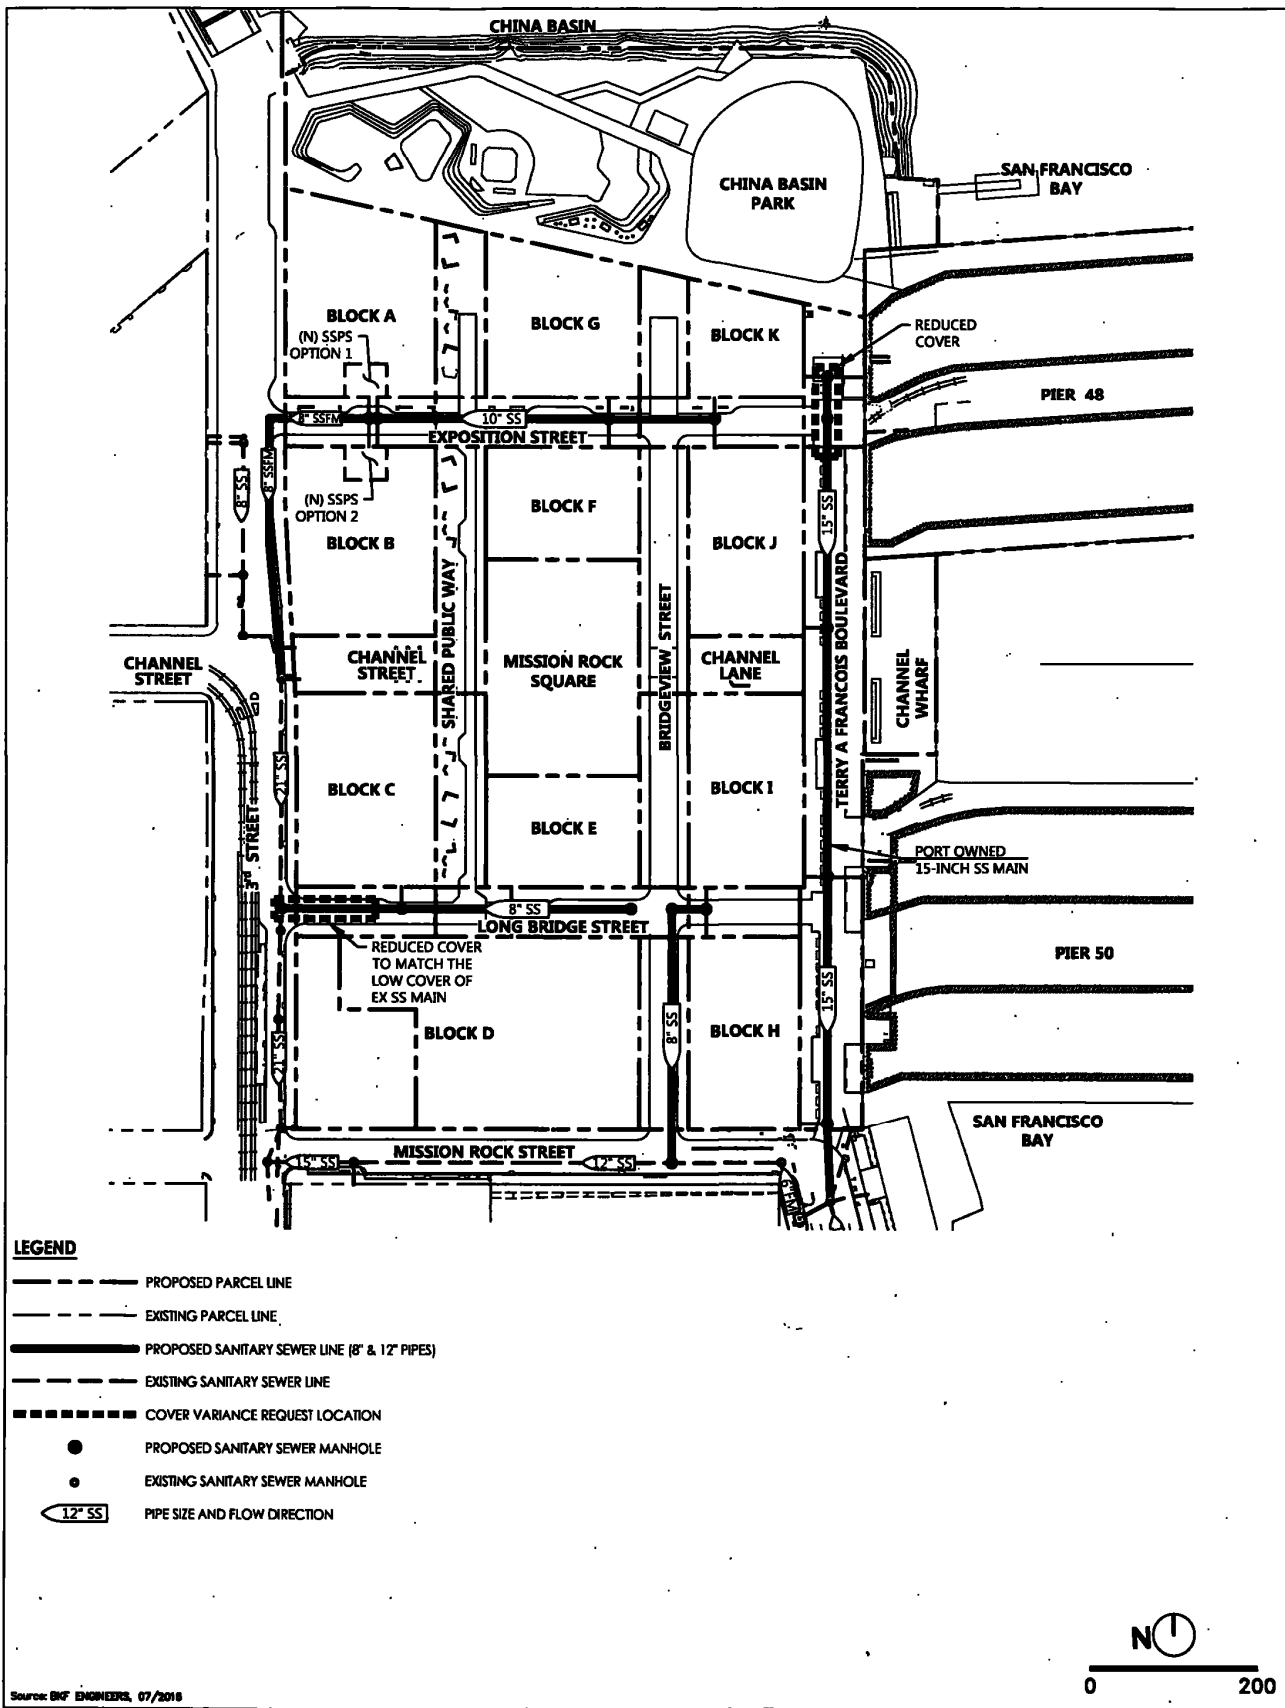 CHINA BASIN
SAN FRANCISCO
BAY
CHINA BASIN
PARK
BLOCK A
BLOCK G
BLOCK K
(N) SSPS
OPTION 1
REDUCED
COVER
PIER 48
8" SSFM
10" SS
EXPOSITION STREET
8" SS
8" SSFM
(N) SSPS
OPTION 2
BLOCK B
BLOCK F
BLOCK J
15" SS
SHARED PUBLIC WAY
BRIDGEVIEW STREET
TERRY A FRANCOIS BOULEVARD
CHANNEL
STREET
CHANNEL
STREET
MISSION ROCK
SQUARE
CHANNEL
LANE
CHANNEL
WHARF
21" SS
BLOCK C
BLOCK I
BLOCK E
3rd STREET
PORT OWNED
15-INCH SS MAIN
8" SS
LONG BRIDGE STREET
REDUCED COVER
TO MATCH THE
LOW COVER OF
EX SS MAIN
PIER 50
15" SS
8" SS
21" SS
BLOCK D
BLOCK H
SAN FRANCISCO
BAY
MISSION ROCK STREET
15" SS
12" SS
6" FM
LEGEND
PROPOSED PARCEL LINE
EXISTING PARCEL LINE
PROPOSED SANITARY SEWER LINE (8" & 12" PIPES)
EXISTING SANITARY SEWER LINE
COVER VARIANCE REQUEST LOCATION
PROPOSED SANITARY SEWER MANHOLE
EXISTING SANITARY SEWER MANHOLE
12" SS
PIPE SIZE AND FLOW DIRECTION
N
0 200
Source: BKF ENGINEERS, 07/2018